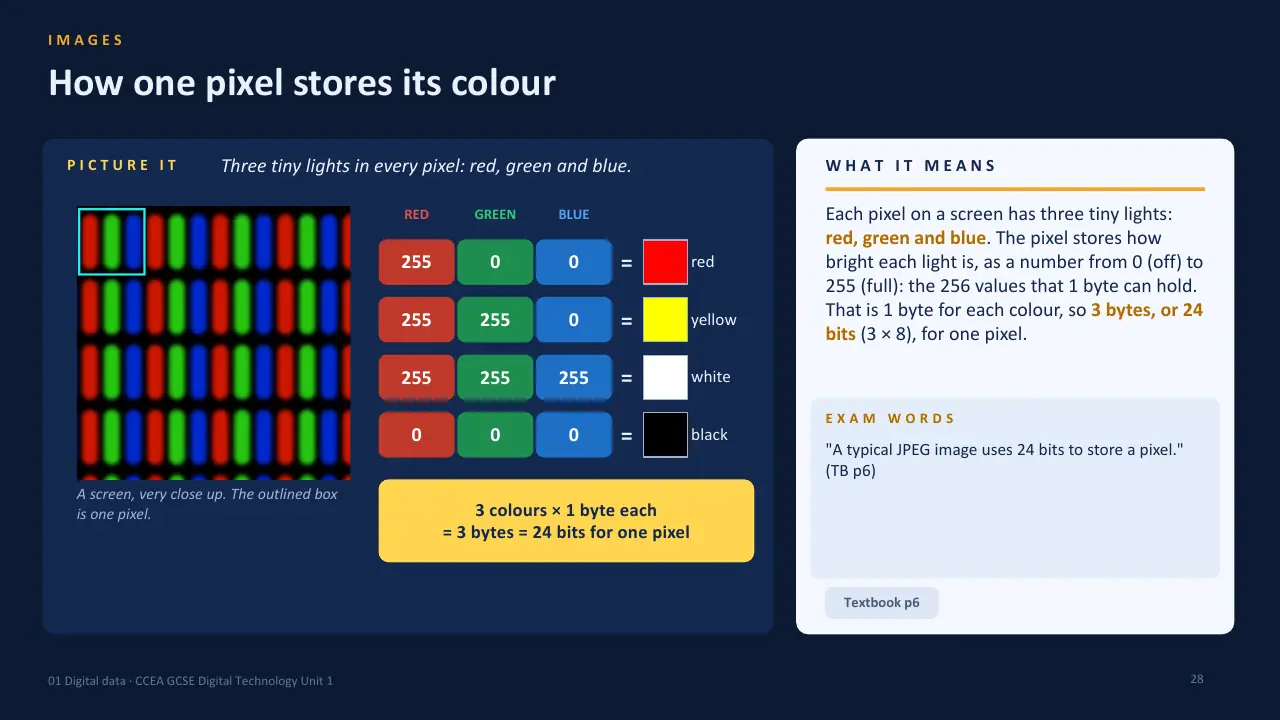 IMAGES
How one pixel stores its colour
PICTURE IT
Three tiny lights in every pixel: red, green and blue.
A screen, very close up. The outlined box
is one pixel.
RED GREEN BLUE
255 0 0 = red
255 255 0 = yellow
255 255 255 = white
0 0 0 = black
3 colours × 1 byte each
= 3 bytes = 24 bits for one pixel
WHAT IT MEANS
Each pixel on a screen has three tiny lights:
red, green and blue. The pixel stores how
bright each light is, as a number from 0 (off) to
255 (full): the 256 values that 1 byte can hold.
That is 1 byte for each colour, so 3 bytes, or 24
bits (3 × 8), for one pixel.
EXAM WORDS
"A typical JPEG image uses 24 bits to store a pixel."
(TB p6)
Textbook p6
01 Digital data · CCEA GCSE Digital Technology Unit 1
28